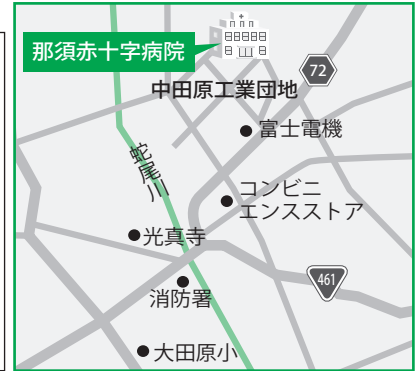 那須赤十字病院
72
中田原工業団地
富士電機
蛇尾川
コンビニ
エンスストア
光真寺
461
消防署
大田原小